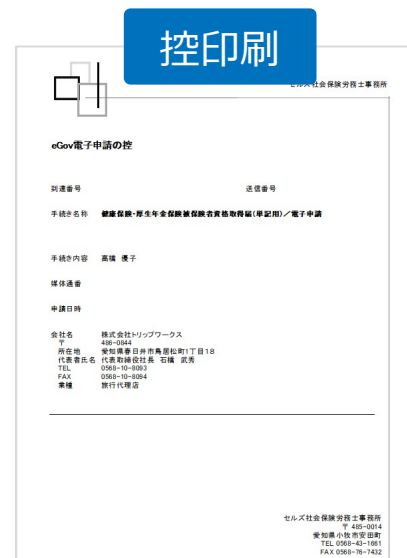 控印刷
セルズ社会保険労務士事務所
eGov電子申請の控
到達番号 送信番号
手続き名称 健康保険・厚生年金保険被保険者資格取得届(単記用)/電子申請
手続き内容 高橋 優子
媒体通番
申請日時
会社名 株式会社トリップワークス
〒 486-0844
所在地 愛知県春日井市鳥居松町1丁目18
代表者氏名 代表取締役社長 石橋 武秀
TEL 0568-10-8093
FAX 0568-10-8094
業種 旅行代理店
セルズ社会保険労務士事務所
〒 485-0014
愛知県小牧市安田町
TEL 0568-43-1661
FAX 0568-76-7432